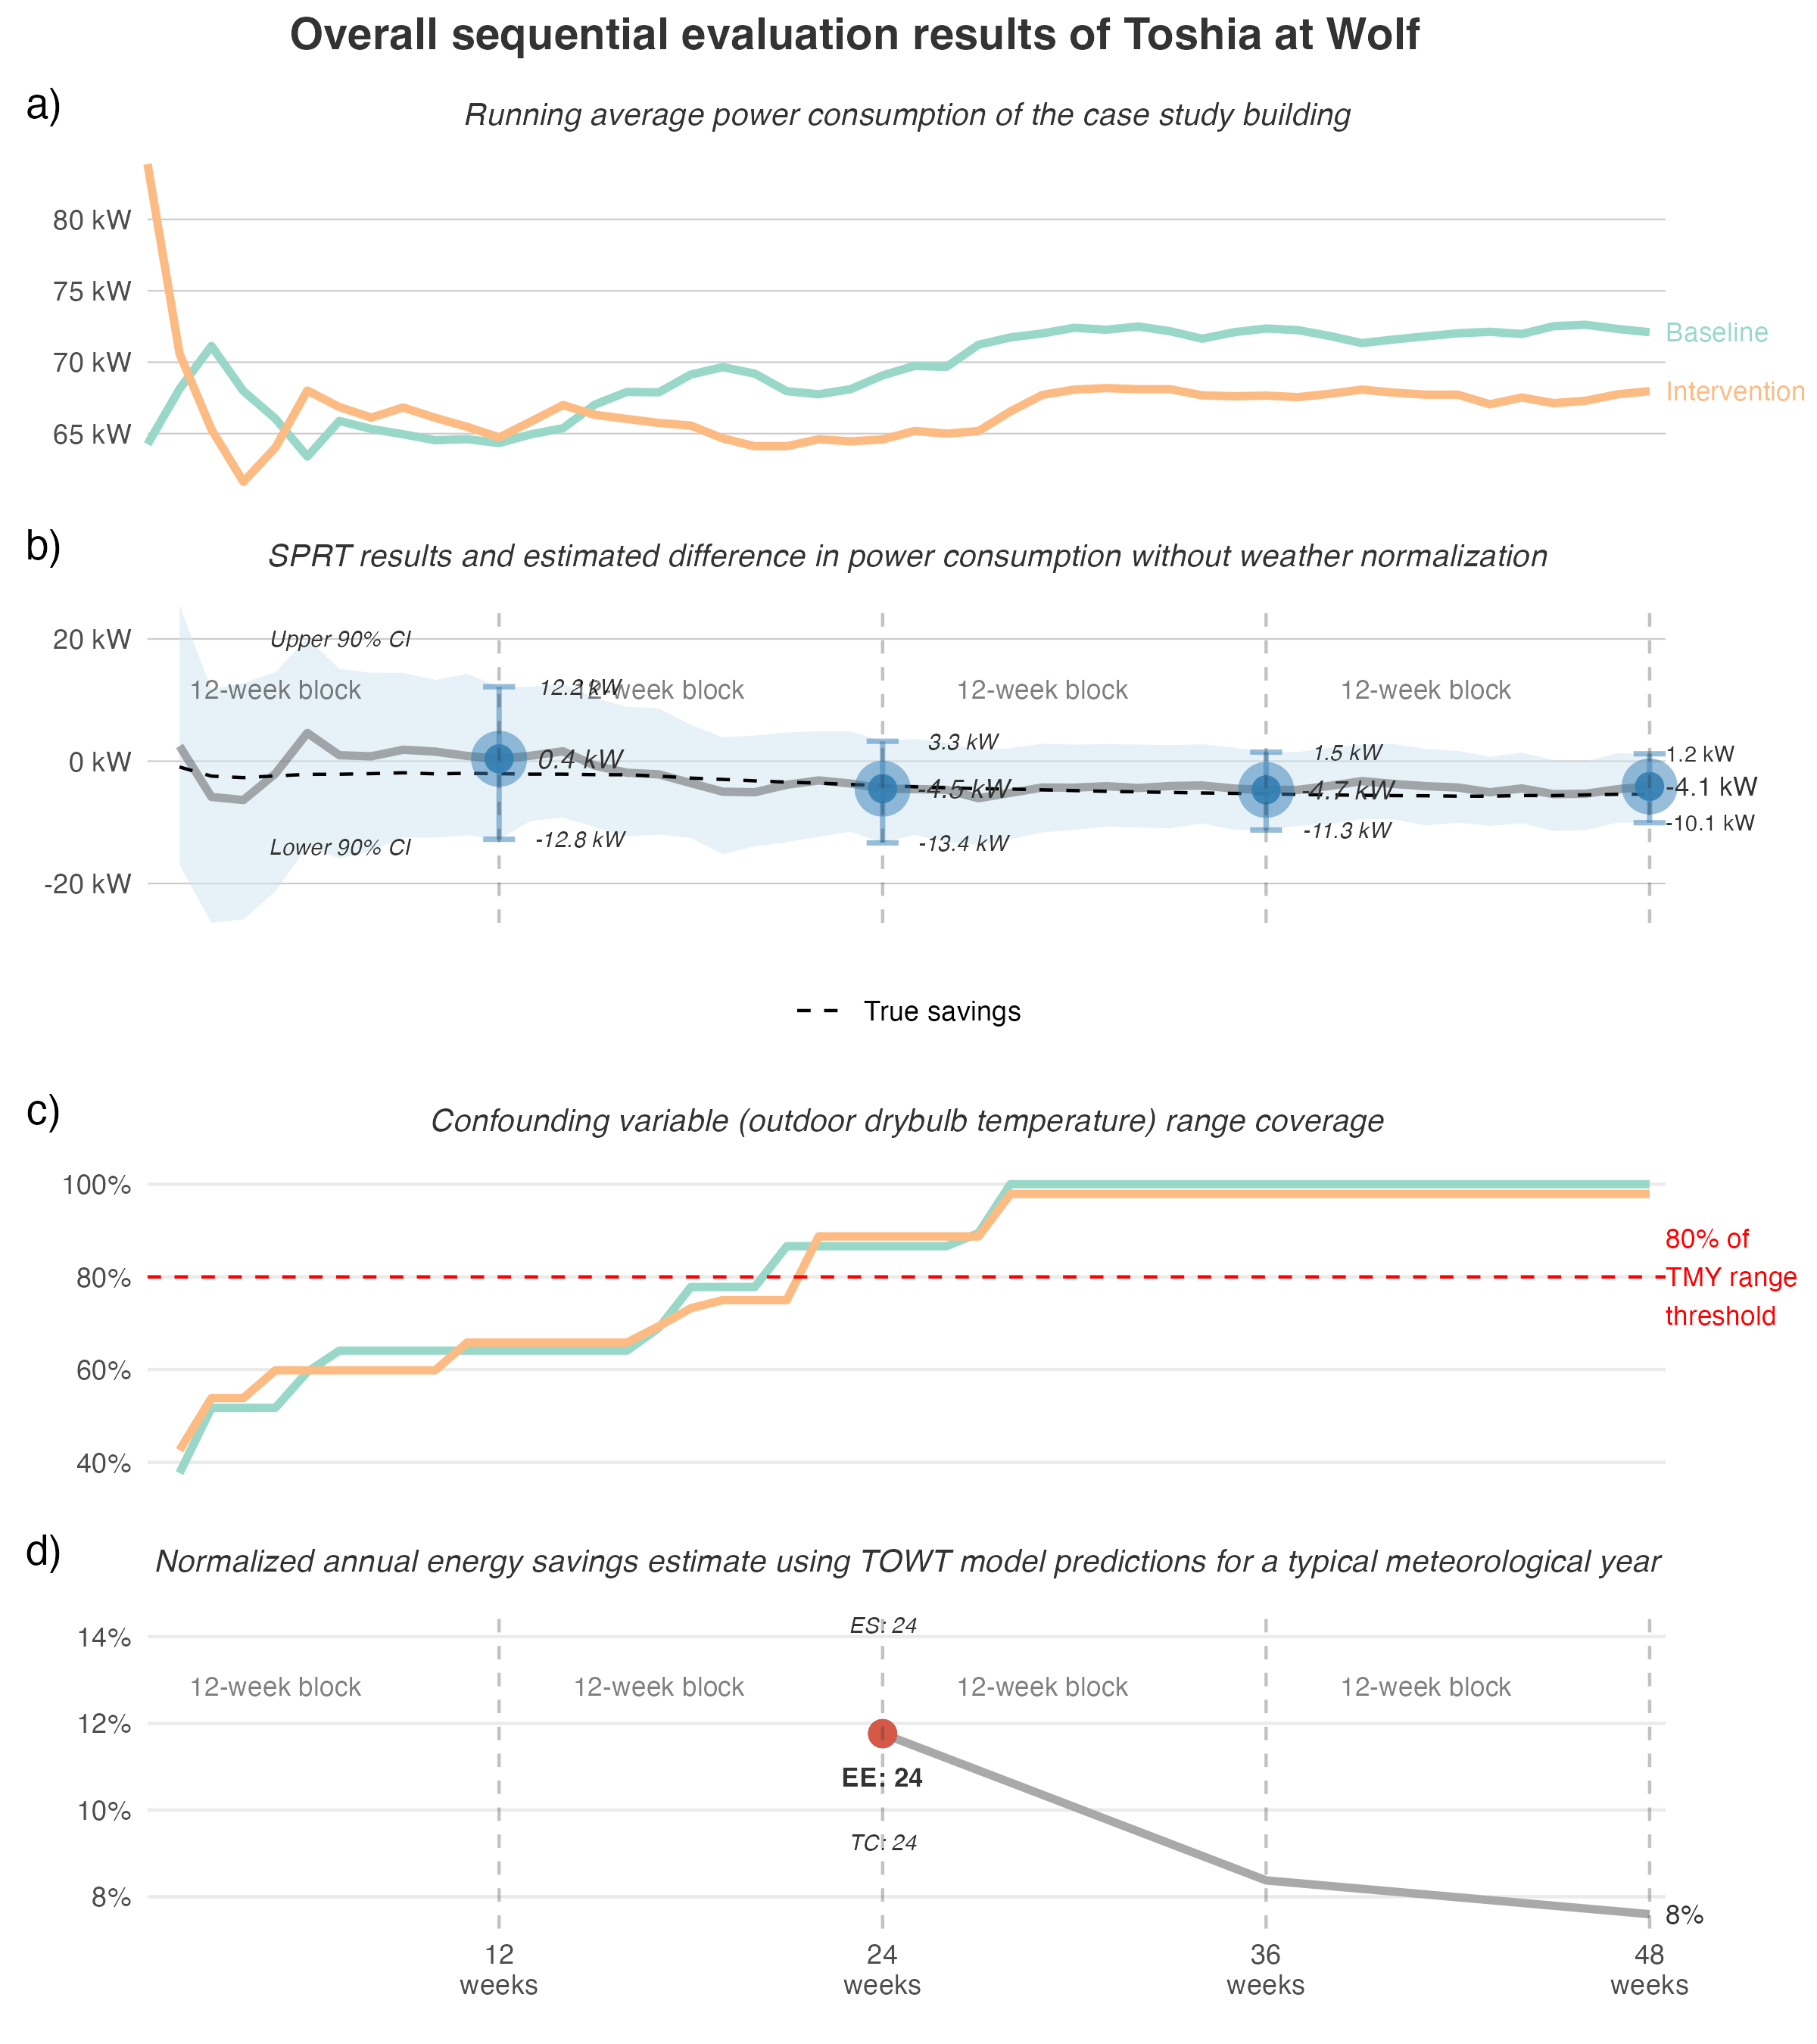 Overall sequential evaluation results of Toshia at Wolf
a)
Running average power consumption of the case study building
80 kW
75 kW
70 kW
65 kW
Baseline
Intervention
b)
SPRT results and estimated difference in power consumption without weather normalization
20 kW
0 kW
-20 kW
Upper 90% CI
Lower 90% CI
12-week block
12-week block
12-week block
12-week block
12.2 kW
0.4 kW
-12.8 kW
3.3 kW
-4.5 kW
-13.4 kW
1.5 kW
-4.7 kW
-11.3 kW
1.2 kW
-4.1 kW
-10.1 kW
True savings
c)
Confounding variable (outdoor drybulb temperature) range coverage
100%
80%
60%
40%
80% of
TMY range
threshold
d)
Normalized annual energy savings estimate using TOWT model predictions for a typical meteorological year
14%
12%
10%
8%
12-week block
12-week block
12-week block
12-week block
ES: 24
EE: 24
TC: 24
8%
12
weeks
24
weeks
36
weeks
48
weeks